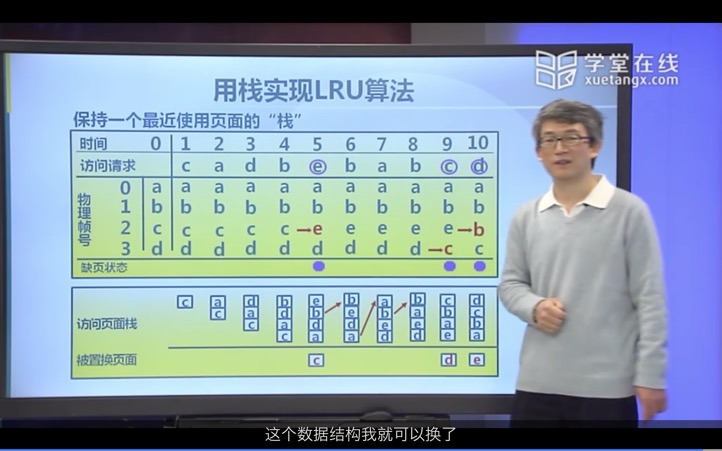 学堂在线
xuetangx.com
用栈实现LRU算法
保持一个最近使用页面的“栈”
时间 0 1 2 3 4 5 6 7 8 9 10
访问请求 c a d b e b a b c d
物理帧号
0 a a a a a a a a a a a
1 b b b b b b b b b b b
2 c c c c c e e e e e b
3 d d d d d d d d d c c
缺页状态
访问页面栈
c a d b e b a b c d
c a d b e b a b c
c a d b e e a b
c a d d d e a
被置换页面 c d e
这个数据结构我就可以换了